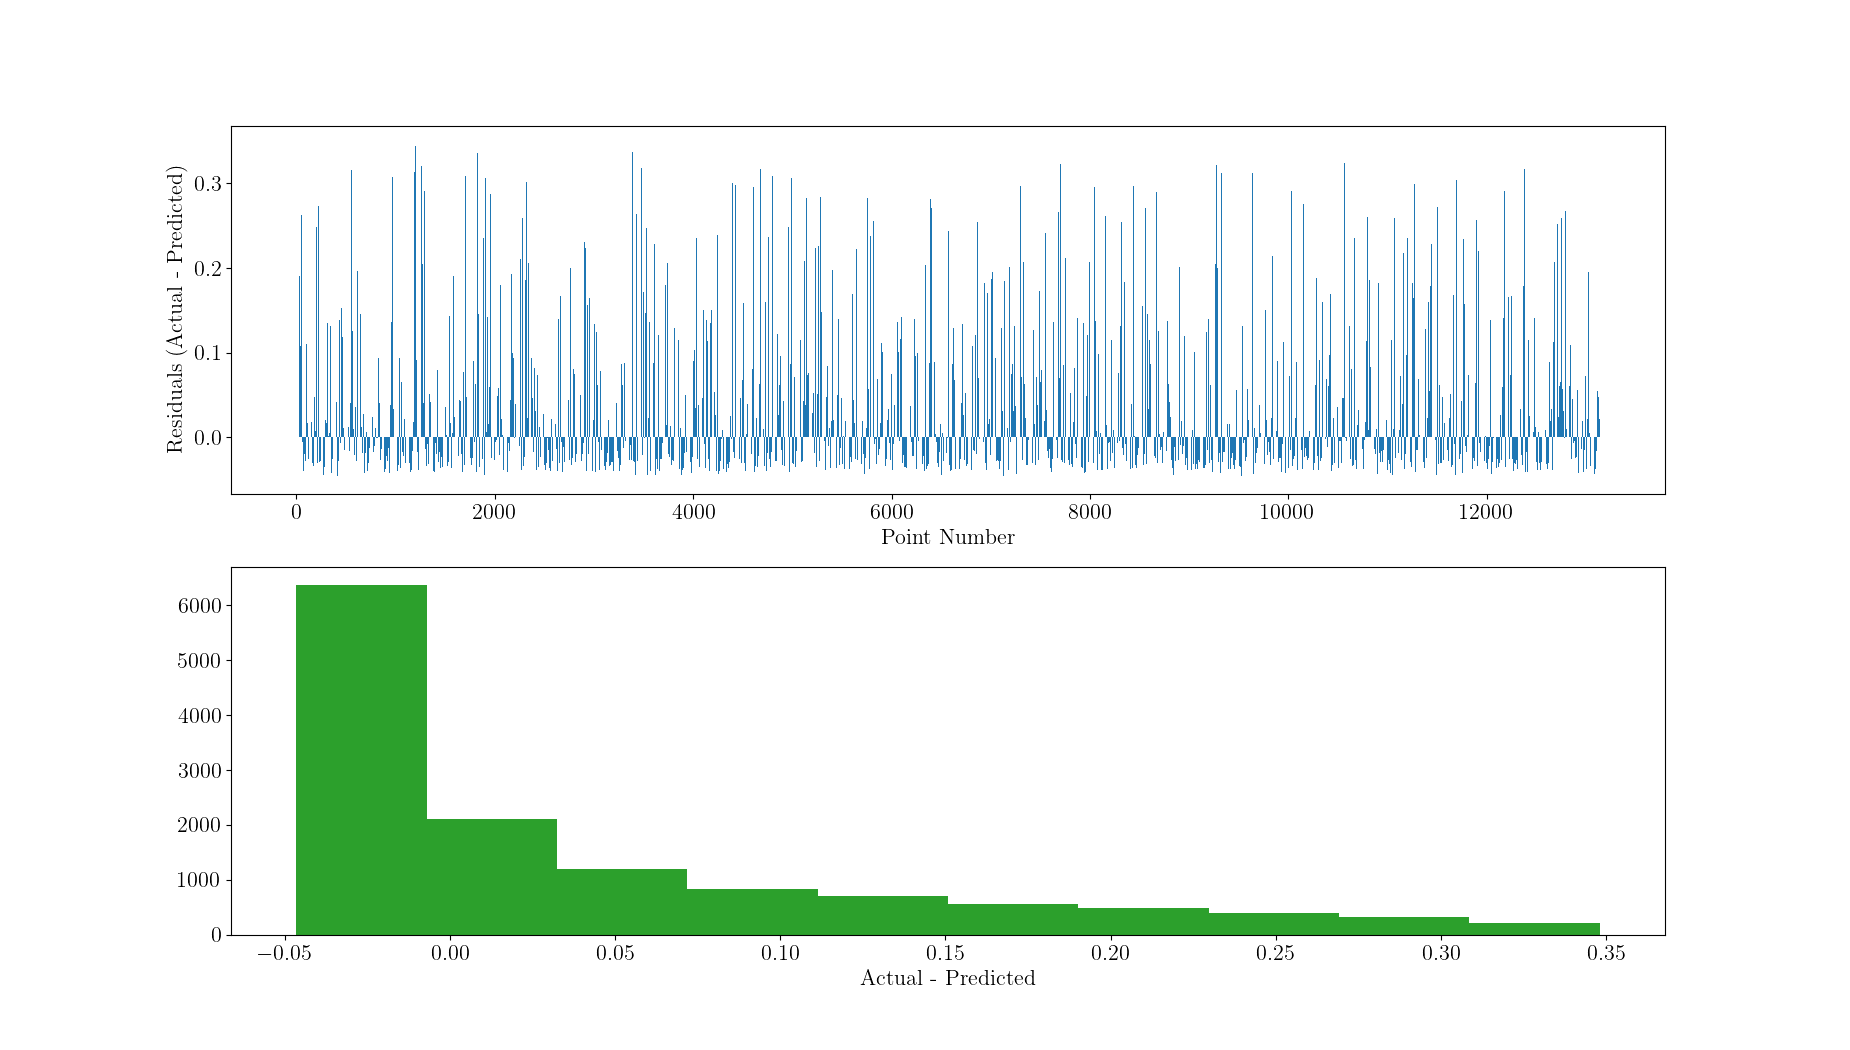 Residuals (Actual - Predicted)
0.3
0.2
0.1
0.0
0 2000 4000 6000 8000 10000 12000
Point Number
6000
5000
4000
3000
2000
1000
0
−0.05 0.00 0.05 0.10 0.15 0.20 0.25 0.30 0.35
Actual - Predicted